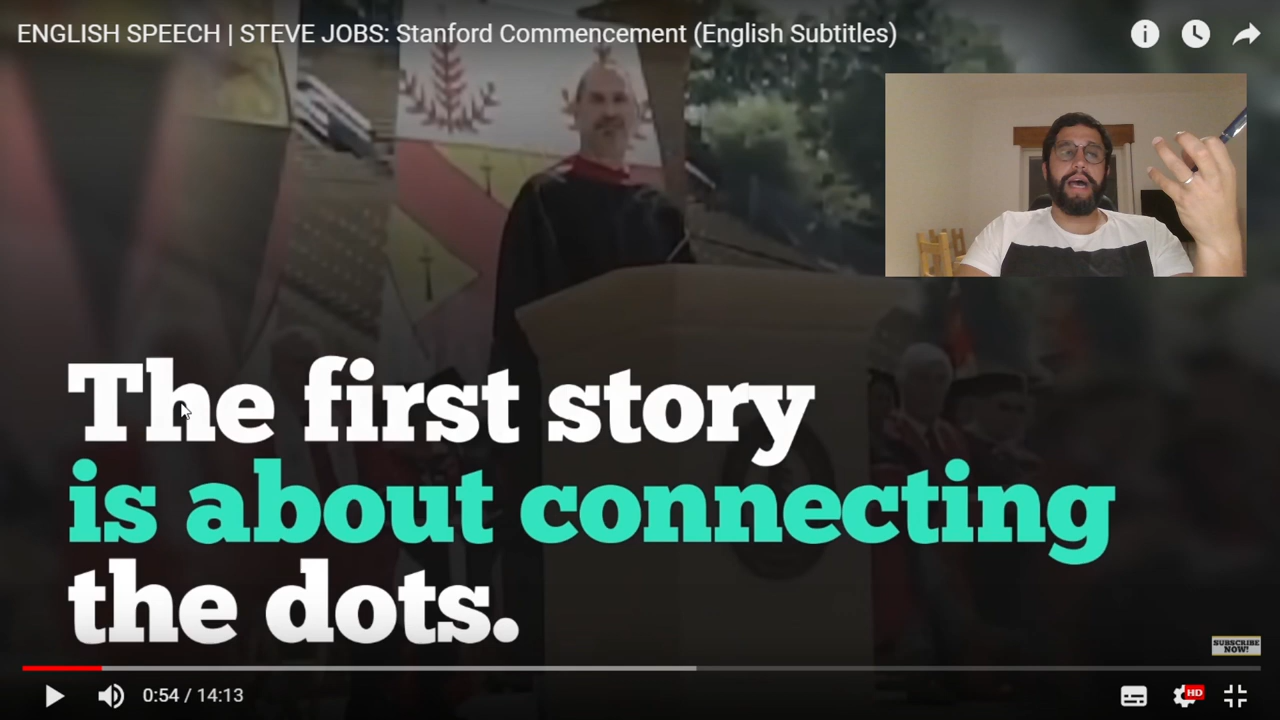 ENGLISH SPEECH | STEVE JOBS: Stanford Commencement (English Subtitles)
The first story
is about connecting
the dots.
SUBSCRIBE
NOW!
0:54 / 14:13
HD